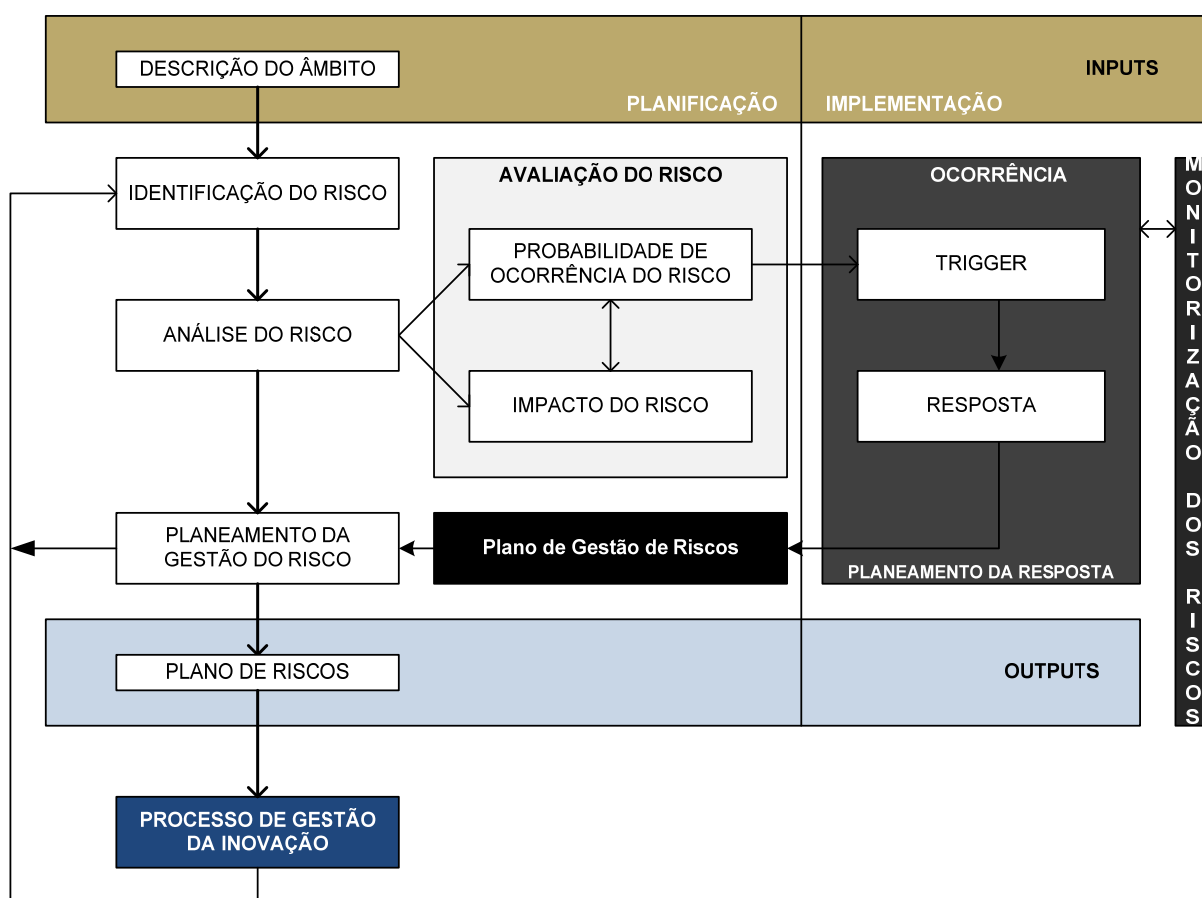 DESCRIÇÃO DO ÂMBITO
INPUTS
PLANIFICAÇÃO
IMPLEMENTAÇÃO
IDENTIFICAÇÃO DO RISCO
AVALIAÇÃO DO RISCO
PROBABILIDADE DE
OCORRÊNCIA DO RISCO
IMPACTO DO RISCO
OCORRÊNCIA
TRIGGER
RESPOSTA
PLANEAMENTO DA RESPOSTA
MONITORIZAÇÃO DOS RISCOS
ANÁLISE DO RISCO
PLANEAMENTO DA
GESTÃO DO RISCO
Plano de Gestão de Riscos
PLANO DE RISCOS
OUTPUTS
PROCESSO DE GESTÃO
DA INOVAÇÃO